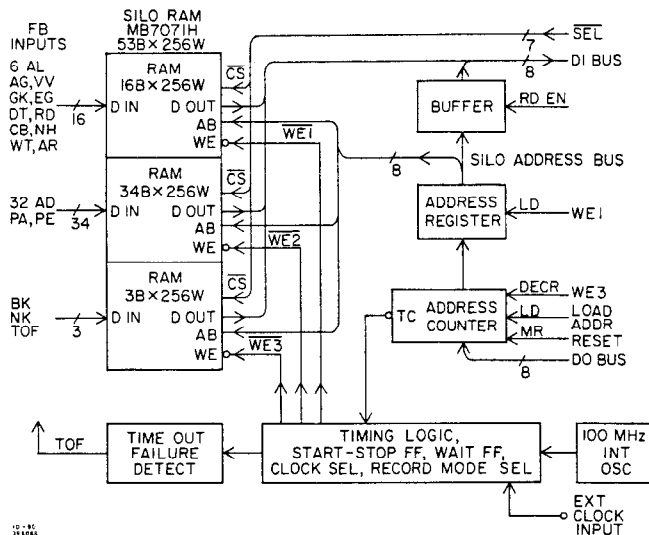 FB
INPUTS
6 AL
AG,VV
GK,EG
DT,RD
CB,NH
WT,AR
16
SILO RAM
MB7071H
53B×256W
RAM
16B×256W
D IN
D OUT
AB
WE
CS
WE1
32 AD
PA,PE
34
RAM
34B×256W
D IN
D OUT
AB
WE
CS
WE2
BK
NK
TOF
3
RAM
3B×256W
D IN
D OUT
AB
WE
CS
WE3
SEL
7
DI BUS
8
BUFFER
RD EN
SILO ADDRESS BUS
8
ADDRESS
REGISTER
LD
WE1
TC
ADDRESS
COUNTER
DECR
WE3
LD
LOAD
ADDR
MR
RESET
DO BUS
8
TOF
TIME OUT
FAILURE
DETECT
TIMING LOGIC,
START-STOP FF, WAIT FF,
CLOCK SEL, RECORD MODE SEL
100 MHz
INT
OSC
EXT
CLOCK
INPUT